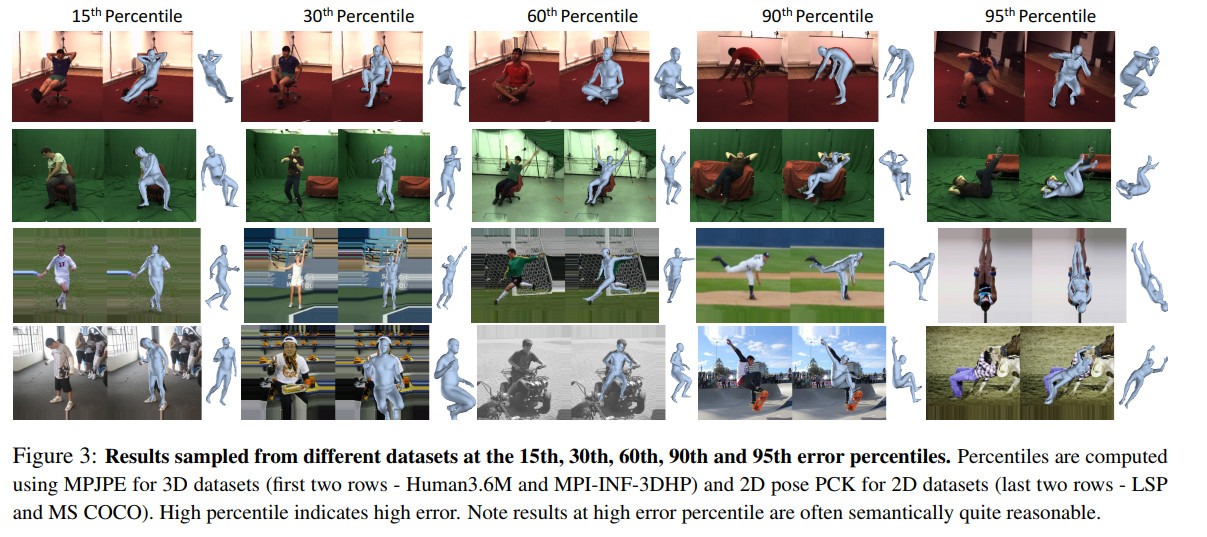 15th Percentile 30th Percentile 60th Percentile 90th Percentile 95th Percentile
Figure 3: Results sampled from different datasets at the 15th, 30th, 60th, 90th and 95th error percentiles. Percentiles are computed
using MPJPE for 3D datasets (first two rows - Human3.6M and MPI-INF-3DHP) and 2D pose PCK for 2D datasets (last two rows - LSP
and MS COCO). High percentile indicates high error. Note results at high error percentile are often semantically quite reasonable.